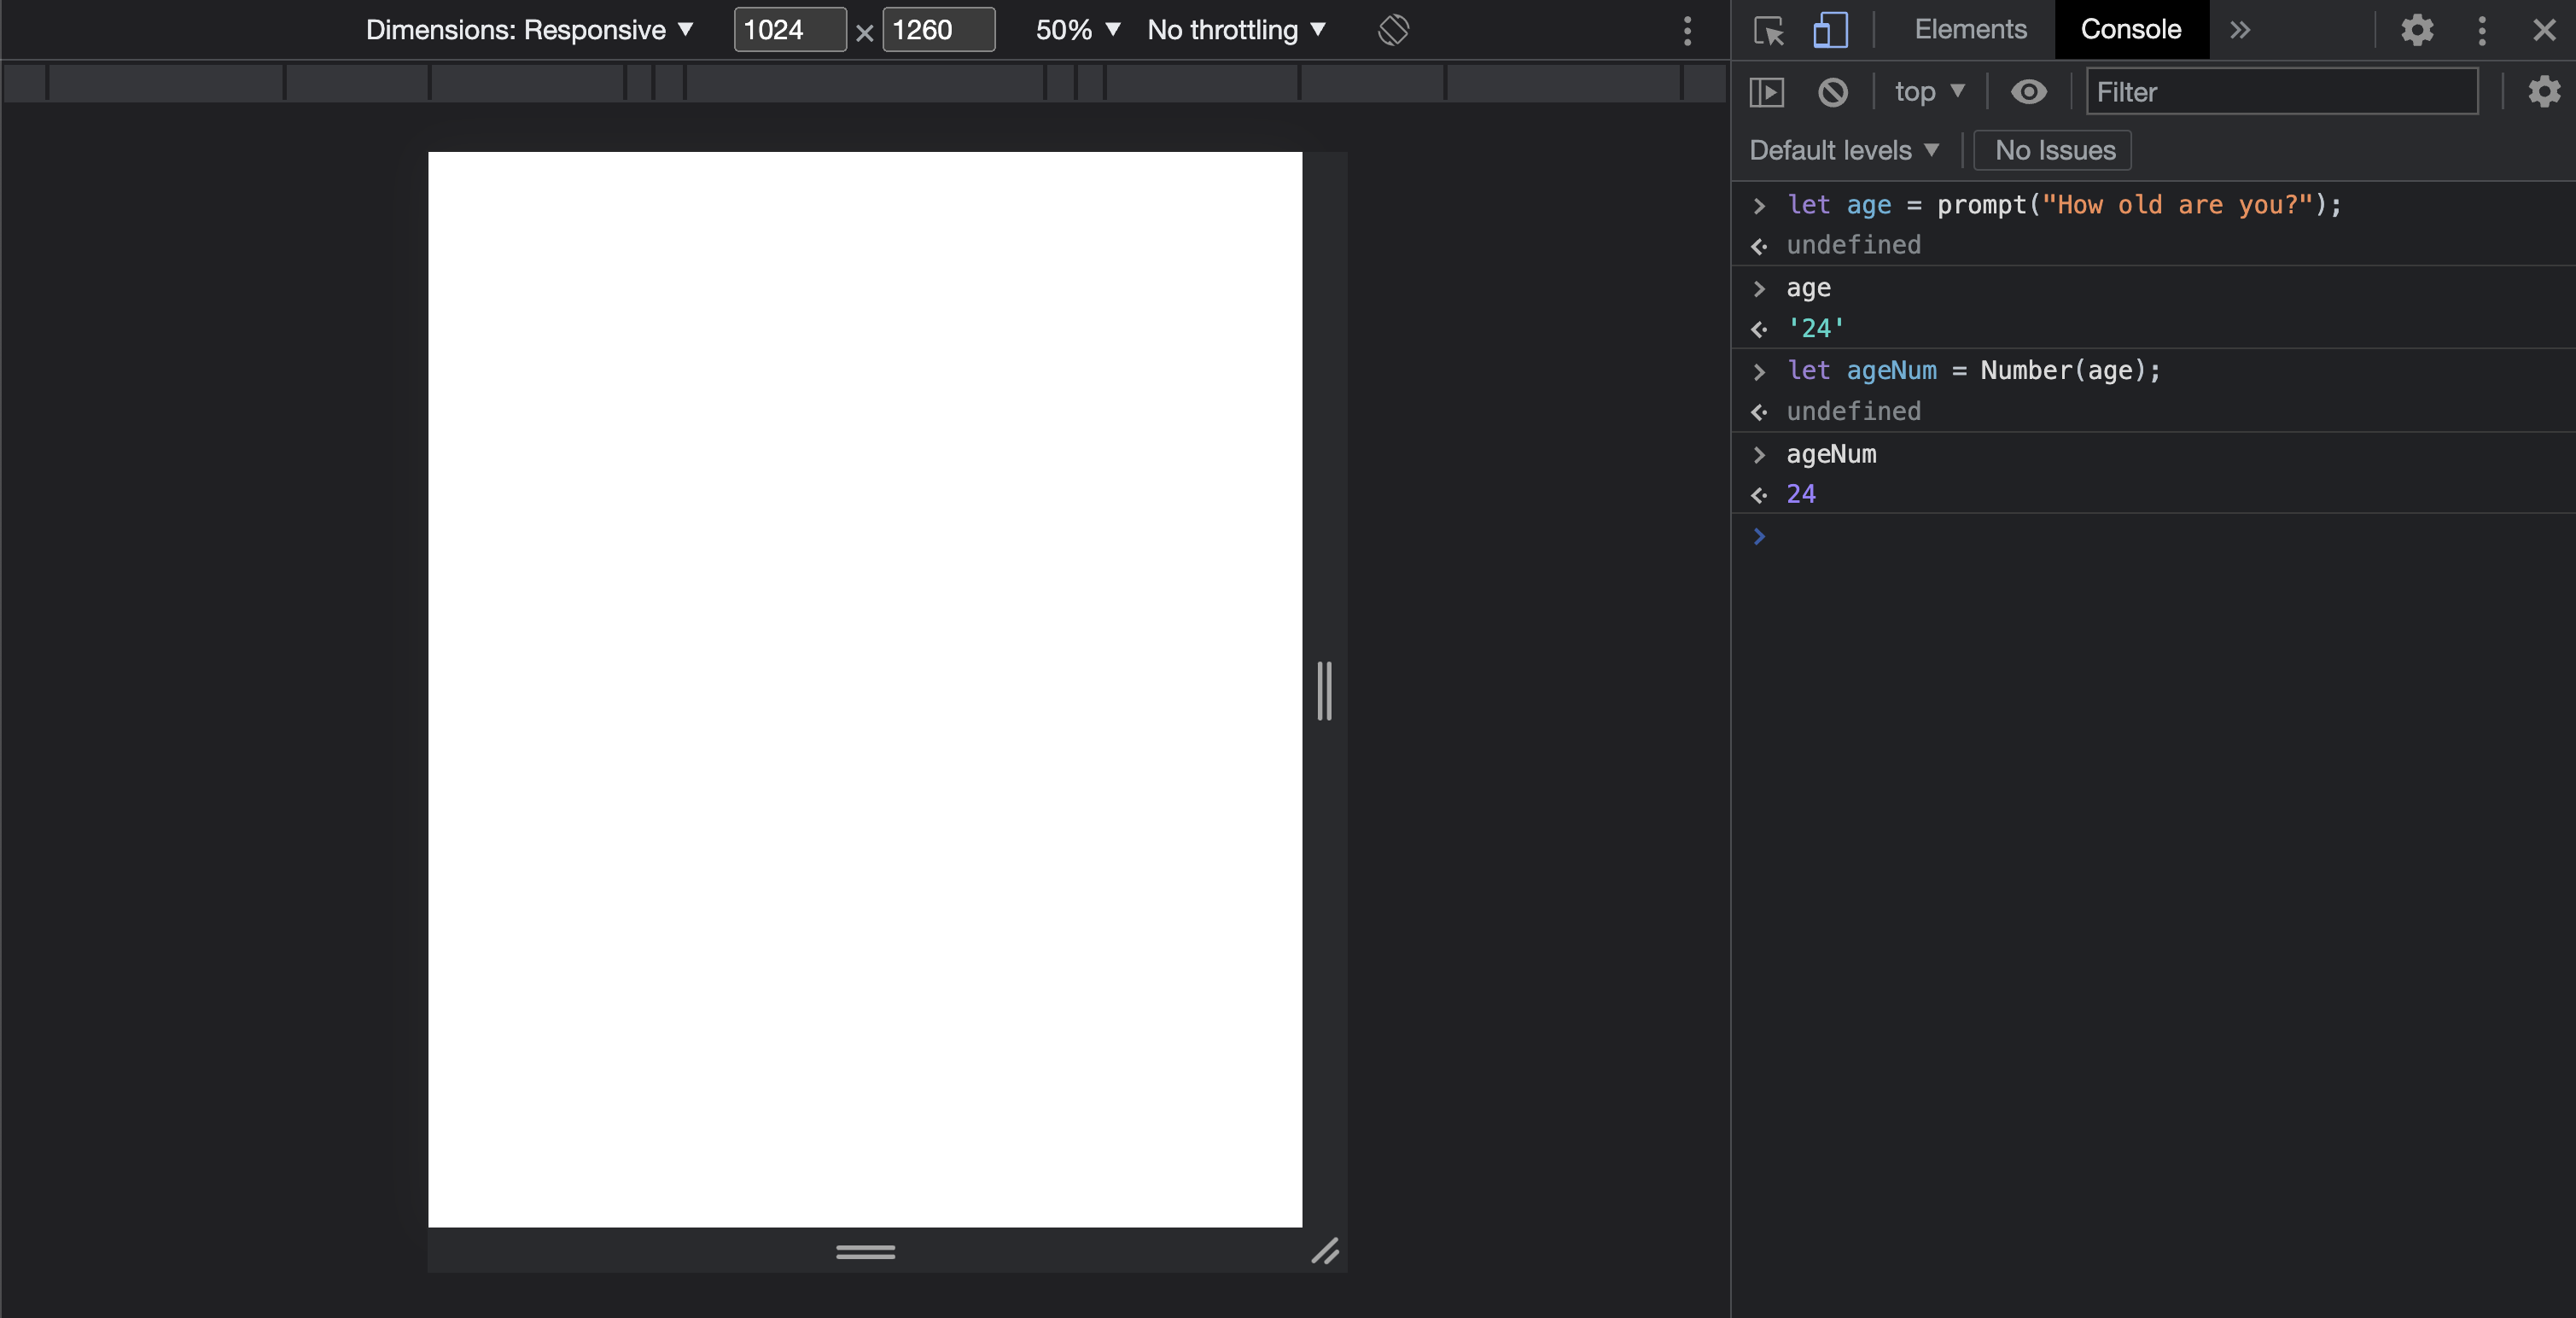 Dimensions: Responsive ▼ 1024 × 1260 50% ▼ No throttling ▼
Elements Console »
top ▼ Filter
Default levels ▼ No Issues
> let age = prompt("How old are you?");
undefined
> age
'24'
> let ageNum = Number(age);
undefined
> ageNum
24
>